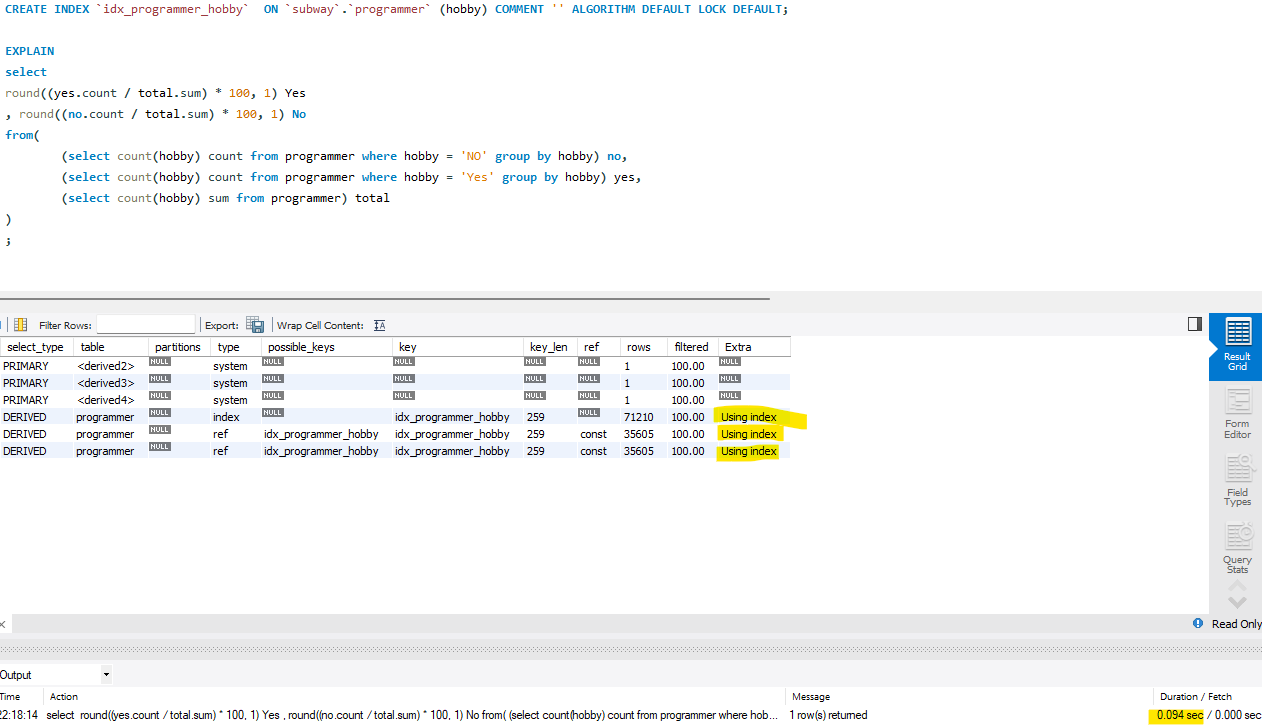 CREATE INDEX `idx_programmer_hobby`  ON `subway`.`programmer` (hobby) COMMENT '' ALGORITHM DEFAULT LOCK DEFAULT;
EXPLAIN
select
round((yes.count / total.sum) * 100, 1) Yes
, round((no.count / total.sum) * 100, 1) No
from(
(select count(hobby) count from programmer where hobby = 'NO' group by hobby) no,
(select count(hobby) count from programmer where hobby = 'Yes' group by hobby) yes,
(select count(hobby) sum from programmer) total
)
;
Filter Rows: Export: Wrap Cell Content:
select_type table partitions type possible_keys key key_len ref rows filtered Extra
PRIMARY <derived2> NULL system NULL NULL NULL NULL 1 100.00 NULL
PRIMARY <derived3> NULL system NULL NULL NULL NULL 1 100.00 NULL
PRIMARY <derived4> NULL system NULL NULL NULL NULL 1 100.00 NULL
DERIVED programmer NULL index NULL idx_programmer_hobby 259 NULL 71210 100.00 Using index
DERIVED programmer NULL ref idx_programmer_hobby idx_programmer_hobby 259 const 35605 100.00 Using index
DERIVED programmer NULL ref idx_programmer_hobby idx_programmer_hobby 259 const 35605 100.00 Using index
Result
Grid
Form
Editor
Field
Types
Query
Stats
Read Only
Output
Time Action Message Duration / Fetch
22:18:14 select round((yes.count / total.sum) * 100, 1) Yes , round((no.count / total.sum) * 100, 1) No from( (select count(hobby) count from programmer where hob... 1 row(s) returned 0.094 sec / 0.000 sec